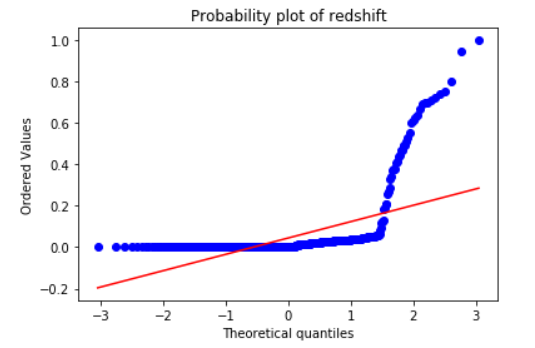 Probability plot of redshift
1.0
0.8
0.6
0.4
0.2
0.0
−0.2
Ordered Values
−3 −2 −1 0 1 2 3
Theoretical quantiles